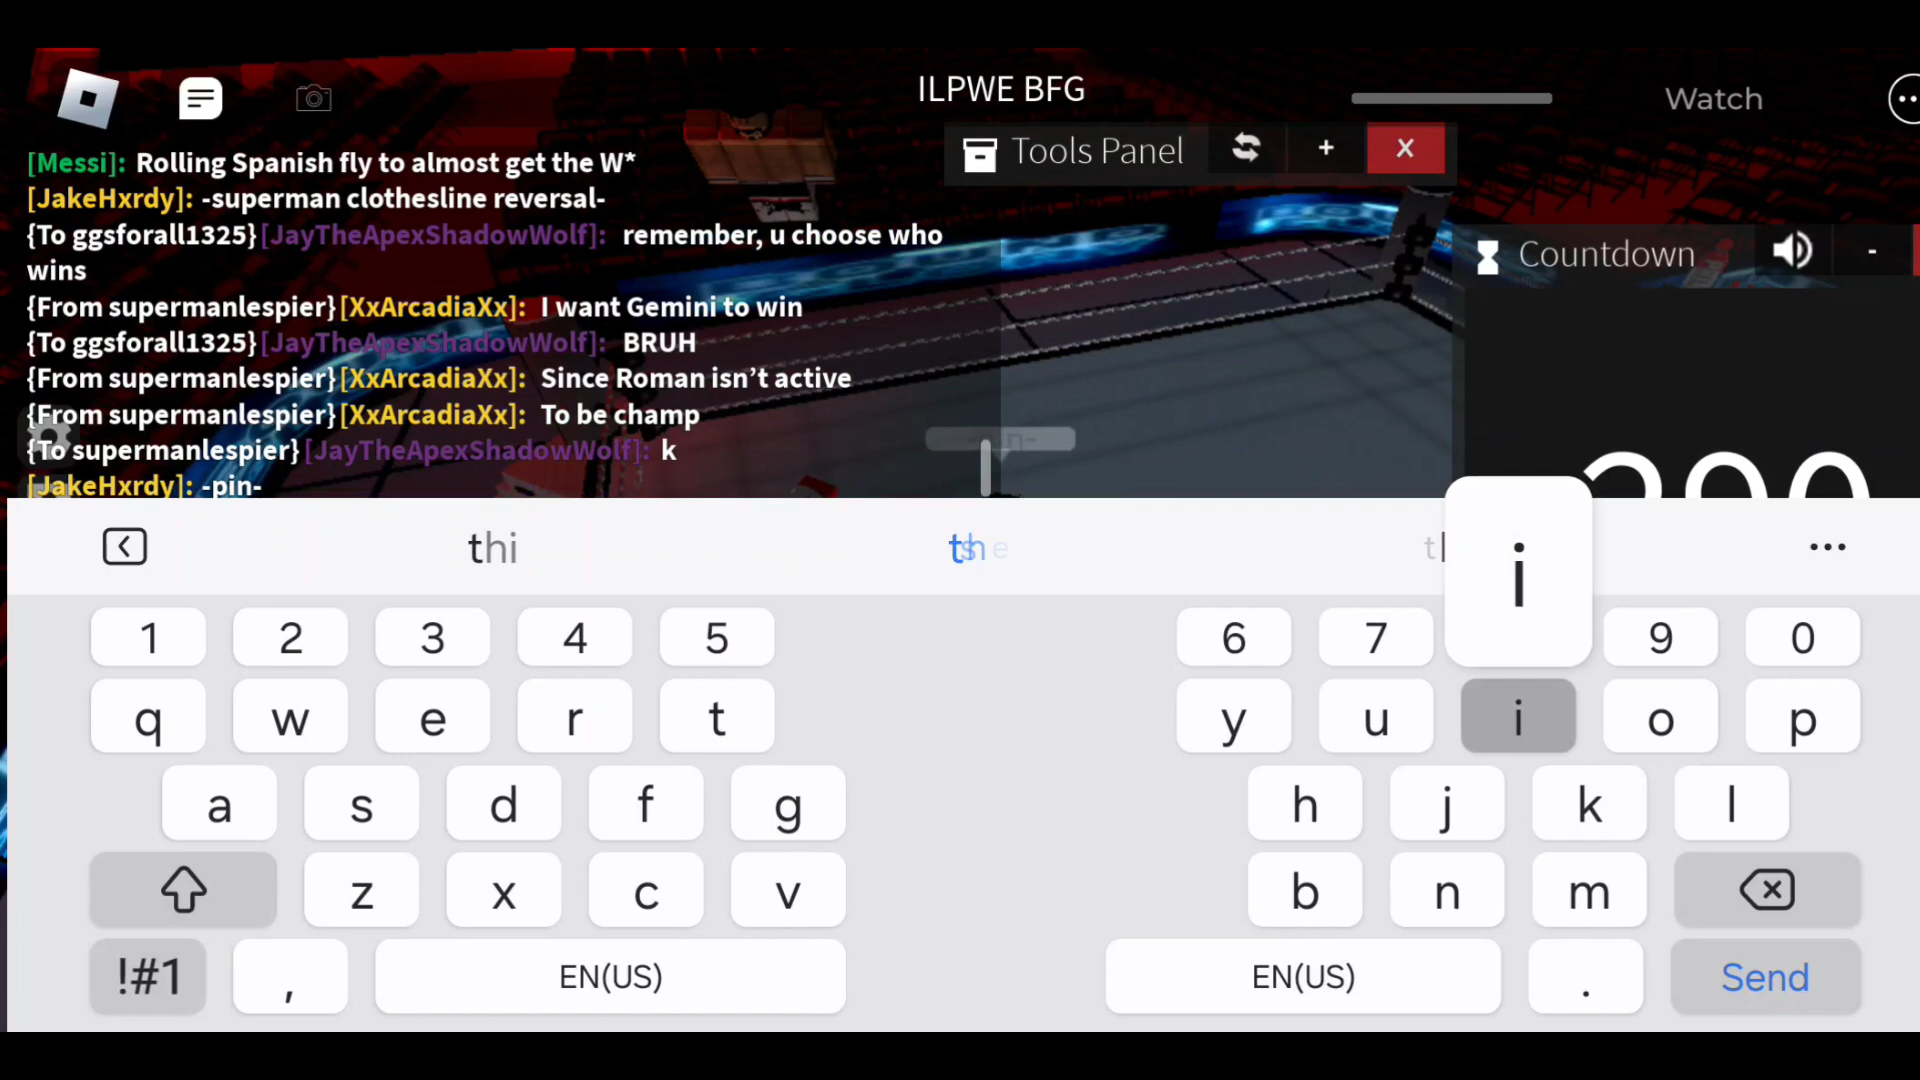 ILPWE BFG
Watch
Tools Panel
+
X
[Messi]: Rolling Spanish fly to almost get the W*
[JakeHxrdy]: -superman clothesline reversal-
{To ggsforall1325}[JayTheApexShadowWolf]: remember, u choose who
wins
{From supermanlespier}[XxArcadiaXx]: I want Gemini to win
{To ggsforall1325}[JayTheApexShadowWolf]: BRUH
{From supermanlespier}[XxArcadiaXx]: Since Roman isn't active
{From supermanlespier}[XxArcadiaXx]: To be champ
{To supermanlespier}[JayTheApexShadowWolf]: k
[JakeHxrdy]: -pin-
Countdown
-
thi
i
1 2 3 4 5 6 7 9 0
q w e r t y u i o p
a s d f g h j k l
z x c v b n m
!#1 , EN(US) EN(US) . Send